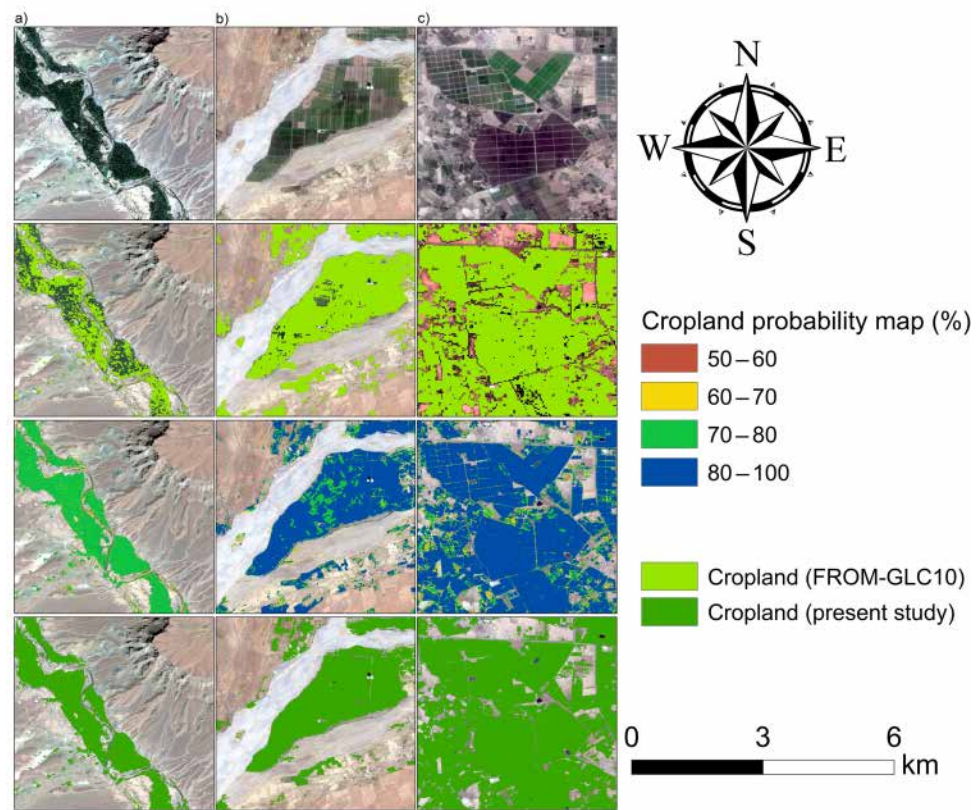 a)
b)
c)
N
W
E
S
Cropland probability map (%)
50–60
60–70
70–80
80–100
Cropland (FROM-GLC10)
Cropland (present study)
0
3
6
km